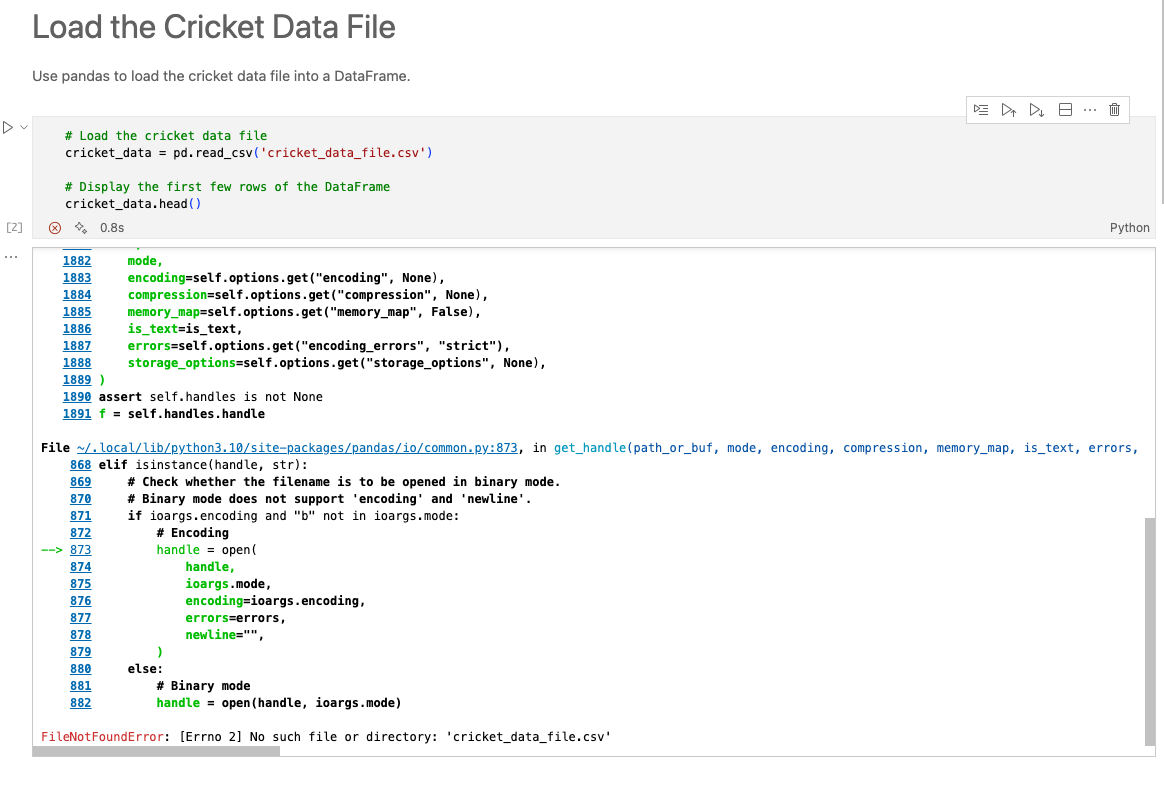 Load the Cricket Data File
Use pandas to load the cricket data file into a DataFrame.
# Load the cricket data file
cricket_data = pd.read_csv('cricket_data_file.csv')
# Display the first few rows of the DataFrame
cricket_data.head()
[2]
0.8s
Python
1882 mode,
1883 encoding=self.options.get("encoding", None),
1884 compression=self.options.get("compression", None),
1885 memory_map=self.options.get("memory_map", False),
1886 is_text=is_text,
1887 errors=self.options.get("encoding_errors", "strict"),
1888 storage_options=self.options.get("storage_options", None),
1889 )
1890 assert self.handles is not None
1891 f = self.handles.handle
File ~/.local/lib/python3.10/site-packages/pandas/io/common.py:873, in get_handle(path_or_buf, mode, encoding, compression, memory_map, is_text, errors,
868 elif isinstance(handle, str):
869 # Check whether the filename is to be opened in binary mode.
870 # Binary mode does not support 'encoding' and 'newline'.
871 if ioargs.encoding and "b" not in ioargs.mode:
872 # Encoding
--> 873 handle = open(
874 handle,
875 ioargs.mode,
876 encoding=ioargs.encoding,
877 errors=errors,
878 newline="",
879 )
880 else:
881 # Binary mode
882 handle = open(handle, ioargs.mode)
FileNotFoundError: [Errno 2] No such file or directory: 'cricket_data_file.csv'